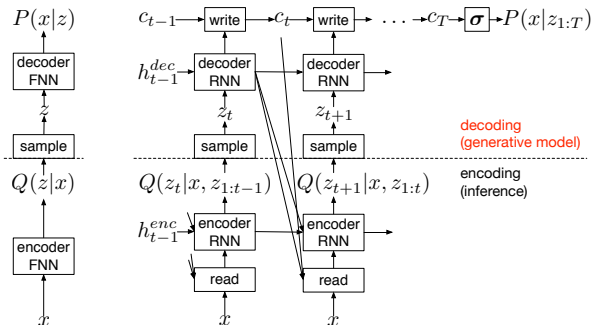 P(x|z)
decoder
FNN
z
sample
Q(z|x)
encoder
FNN
x
c_{t−1} write c_t write ... c_T σ P(x|z_{1:T})
h_{t−1}^{dec} decoder
RNN
decoder
RNN
z_t z_{t+1}
sample sample
decoding
(generative model)
encoding
(inference)
Q(z_t|x, z_{1:t−1}) Q(z_{t+1}|x, z_{1:t})
h_{t−1}^{enc} encoder
RNN
encoder
RNN
read read
x x